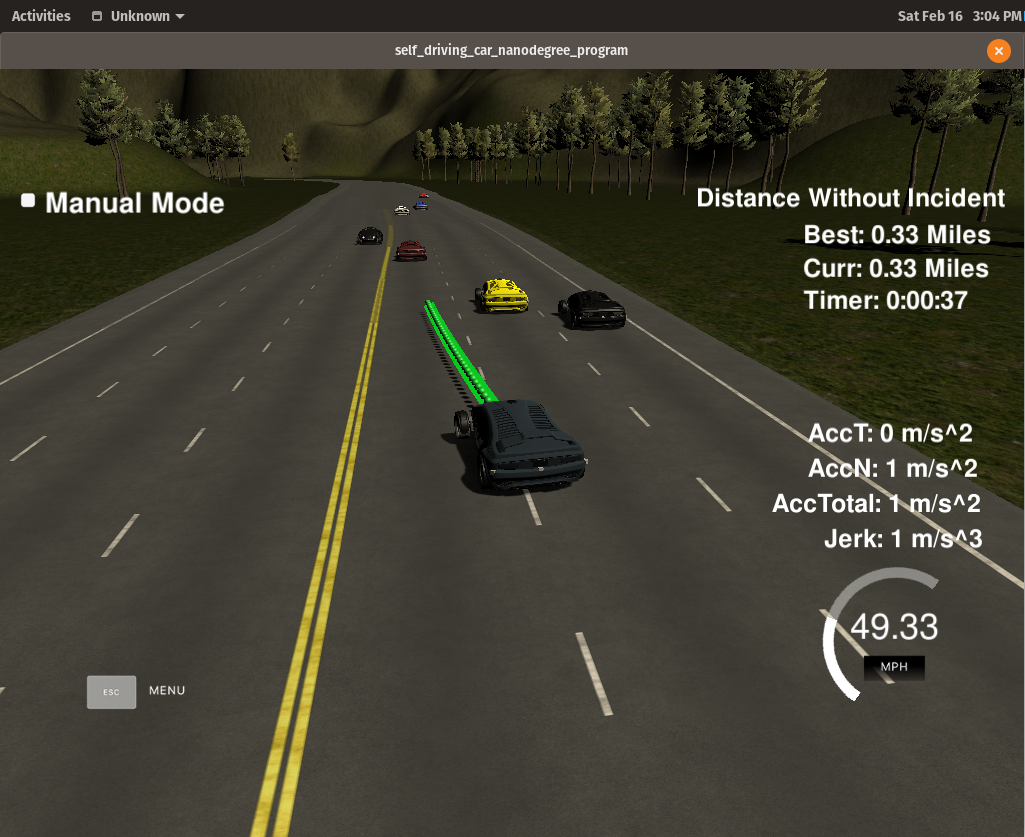 Activities
Unknown
Sat Feb 16 3:04 PM
self_driving_car_nanodegree_program
Manual Mode
Distance Without Incident
Best: 0.33 Miles
Curr: 0.33 Miles
Timer: 0:00:37
AccT: 0 m/s^2
AccN: 1 m/s^2
AccTotal: 1 m/s^2
Jerk: 1 m/s^3
49.33
MPH
ESC
MENU